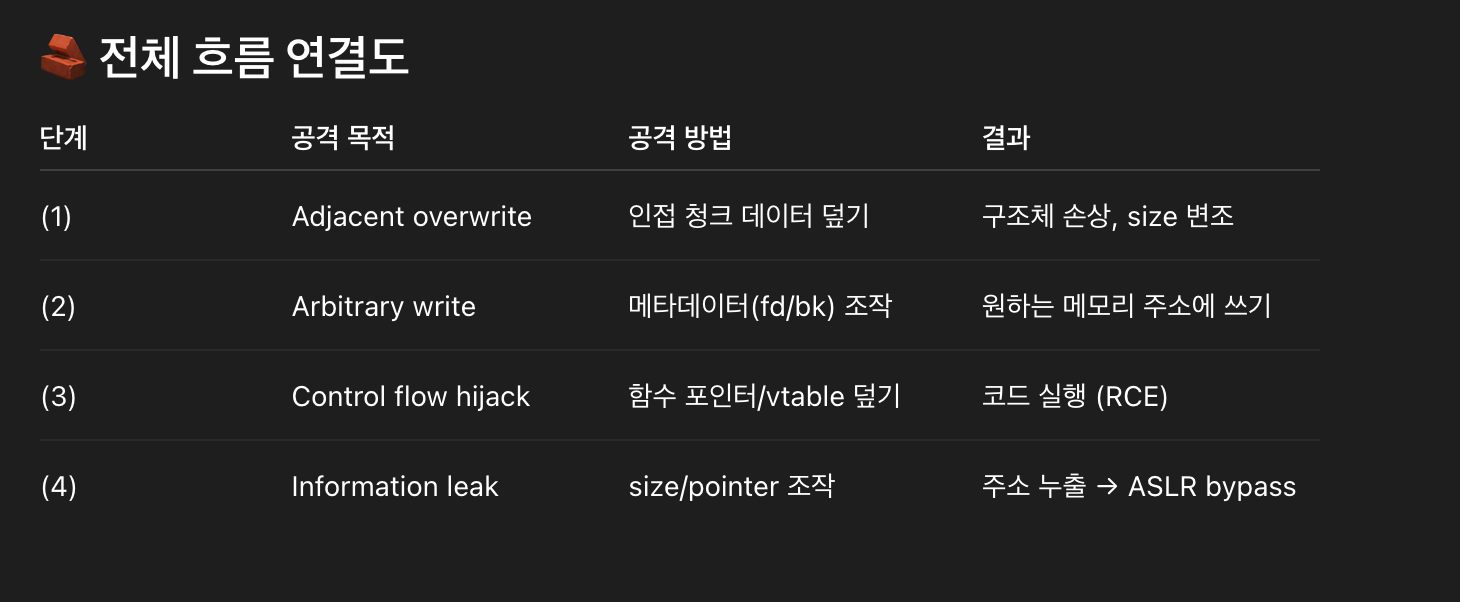 🧱 전체 흐름 연결도
단계 공격 목적 공격 방법 결과
(1) Adjacent overwrite 인접 청크 데이터 덮기 구조체 손상, size 변조
(2) Arbitrary write 메타데이터(fd/bk) 조작 원하는 메모리 주소에 쓰기
(3) Control flow hijack 함수 포인터/vtable 덮기 코드 실행 (RCE)
(4) Information leak size/pointer 조작 주소 누출 → ASLR bypass